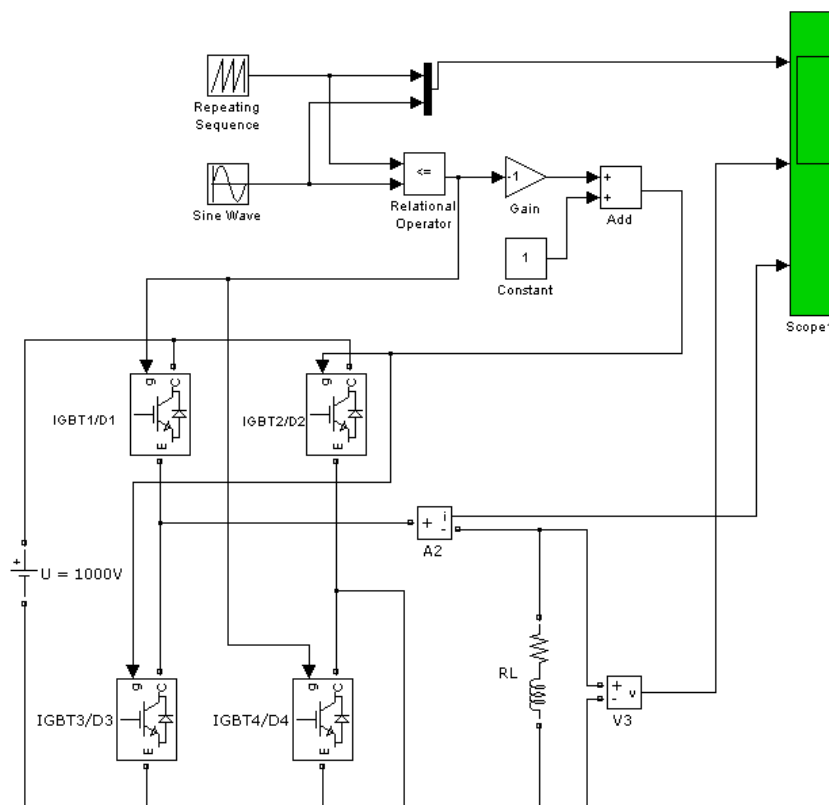 Repeating
Sequence
<=
-1
+
+
Relational
Operator
Gain
Add
Sine Wave
1
Constant
Scope1
g
C
E
IGBT1/D1
g
C
E
IGBT2/D2
+
i
-
A2
+
U = 1000V
RL
+
-
v
V3
g
C
E
IGBT3/D3
g
C
E
IGBT4/D4